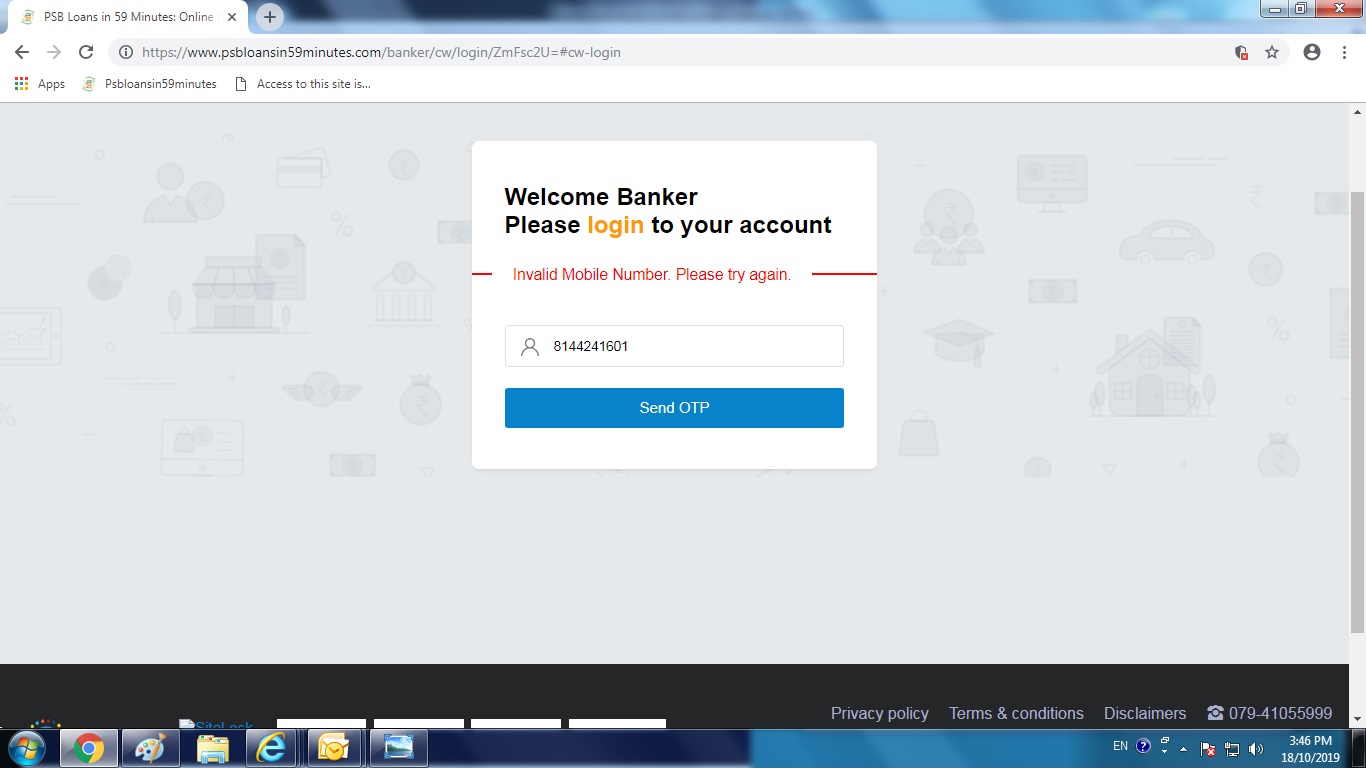 PSB Loans in 59 Minutes: Online
https://www.psbloansin59minutes.com/banker/cw/login/ZmFsc2U=#cw-login
Apps
Psbloansin59minutes
Access to this site is...
Welcome Banker
Please login to your account
Invalid Mobile Number. Please try again.
8144241601
Send OTP
Privacy policy
Terms & conditions
Disclaimers
079-41055999
EN
3:46 PM
18/10/2019